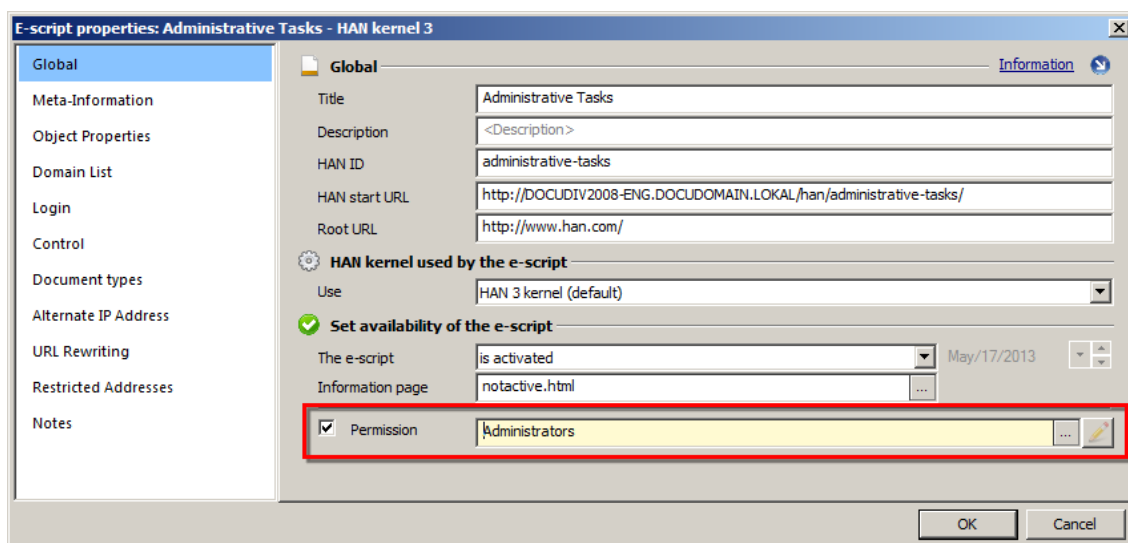 E-script properties: Administrative Tasks - HAN kernel 3
Global
Meta-Information
Object Properties
Domain List
Login
Control
Document types
Alternate IP Address
URL Rewriting
Restricted Addresses
Notes
Global Information
Title Administrative Tasks
Description <Description>
HAN ID administrative-tasks
HAN start URL http://DOCUDIV2008-ENG.DOCUDOMAIN.LOKAL/han/administrative-tasks/
Root URL http://www.han.com/
HAN kernel used by the e-script
Use HAN 3 kernel (default)
Set availability of the e-script
The e-script is activated May/17/2013
Information page notactive.html ...
Permission Administrators ...
OK Cancel